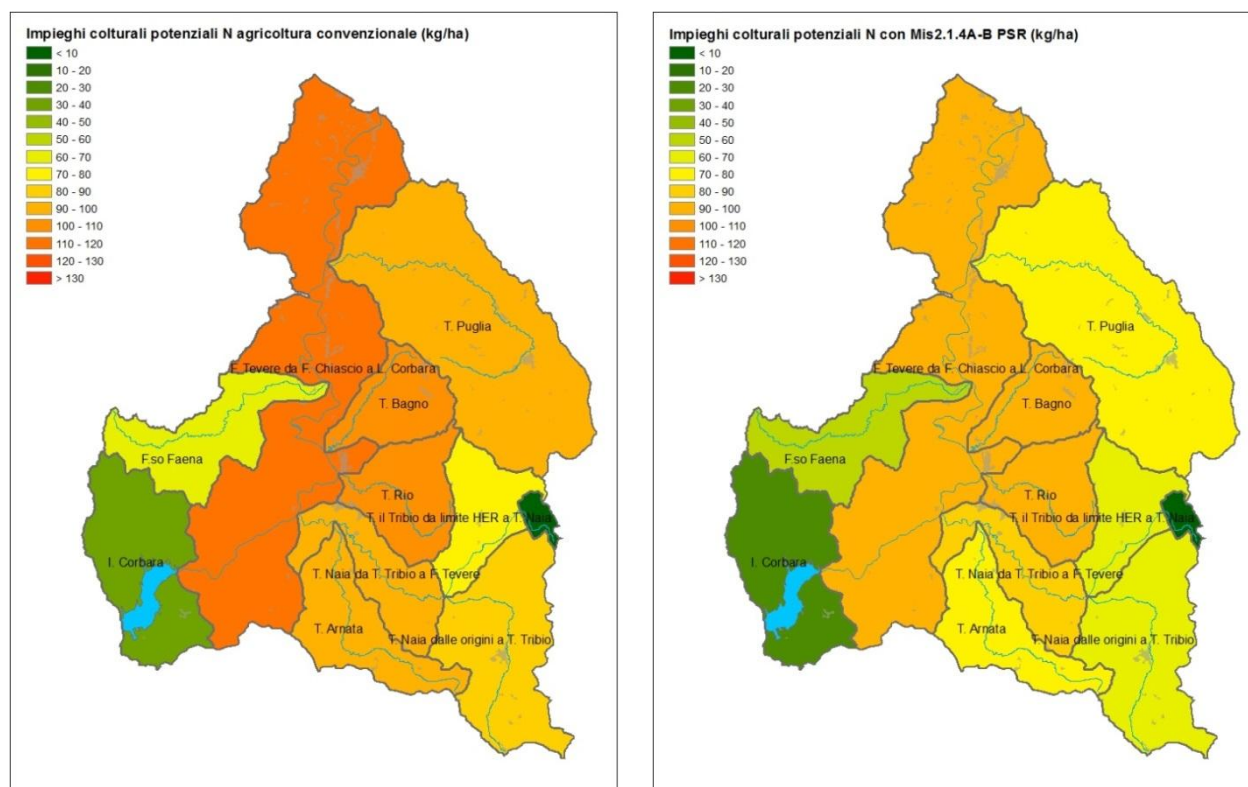 Impieghi colturali potenziali N agricoltura convenzionale (kg/ha)
< 10
10 - 20
20 - 30
30 - 40
40 - 50
50 - 60
60 - 70
70 - 80
80 - 90
90 - 100
100 - 110
110 - 120
120 - 130
> 130
T. Puglia
F. Tevere da F. Chiascio a L. Corbara
T. Bagno
F.so Faena
T. Rio
T. il Tribio da limite HER a T. Naia
I. Corbara
T. Naia da T. Tribio a F. Tevere
T. Arnata
T. Naia dalle origini a T. Tribio
Impieghi colturali potenziali N con Mis2.1.4A-B PSR (kg/ha)
< 10
10 - 20
20 - 30
30 - 40
40 - 50
50 - 60
60 - 70
70 - 80
80 - 90
90 - 100
100 - 110
110 - 120
120 - 130
> 130
T. Puglia
F. Tevere da F. Chiascio a L. Corbara
T. Bagno
F.so Faena
T. Rio
T. il Tribio da limite HER a T. Naia
I. Corbara
T. Naia da T. Tribio a F. Tevere
T. Arnata
T. Naia dalle origini a T. Tribio